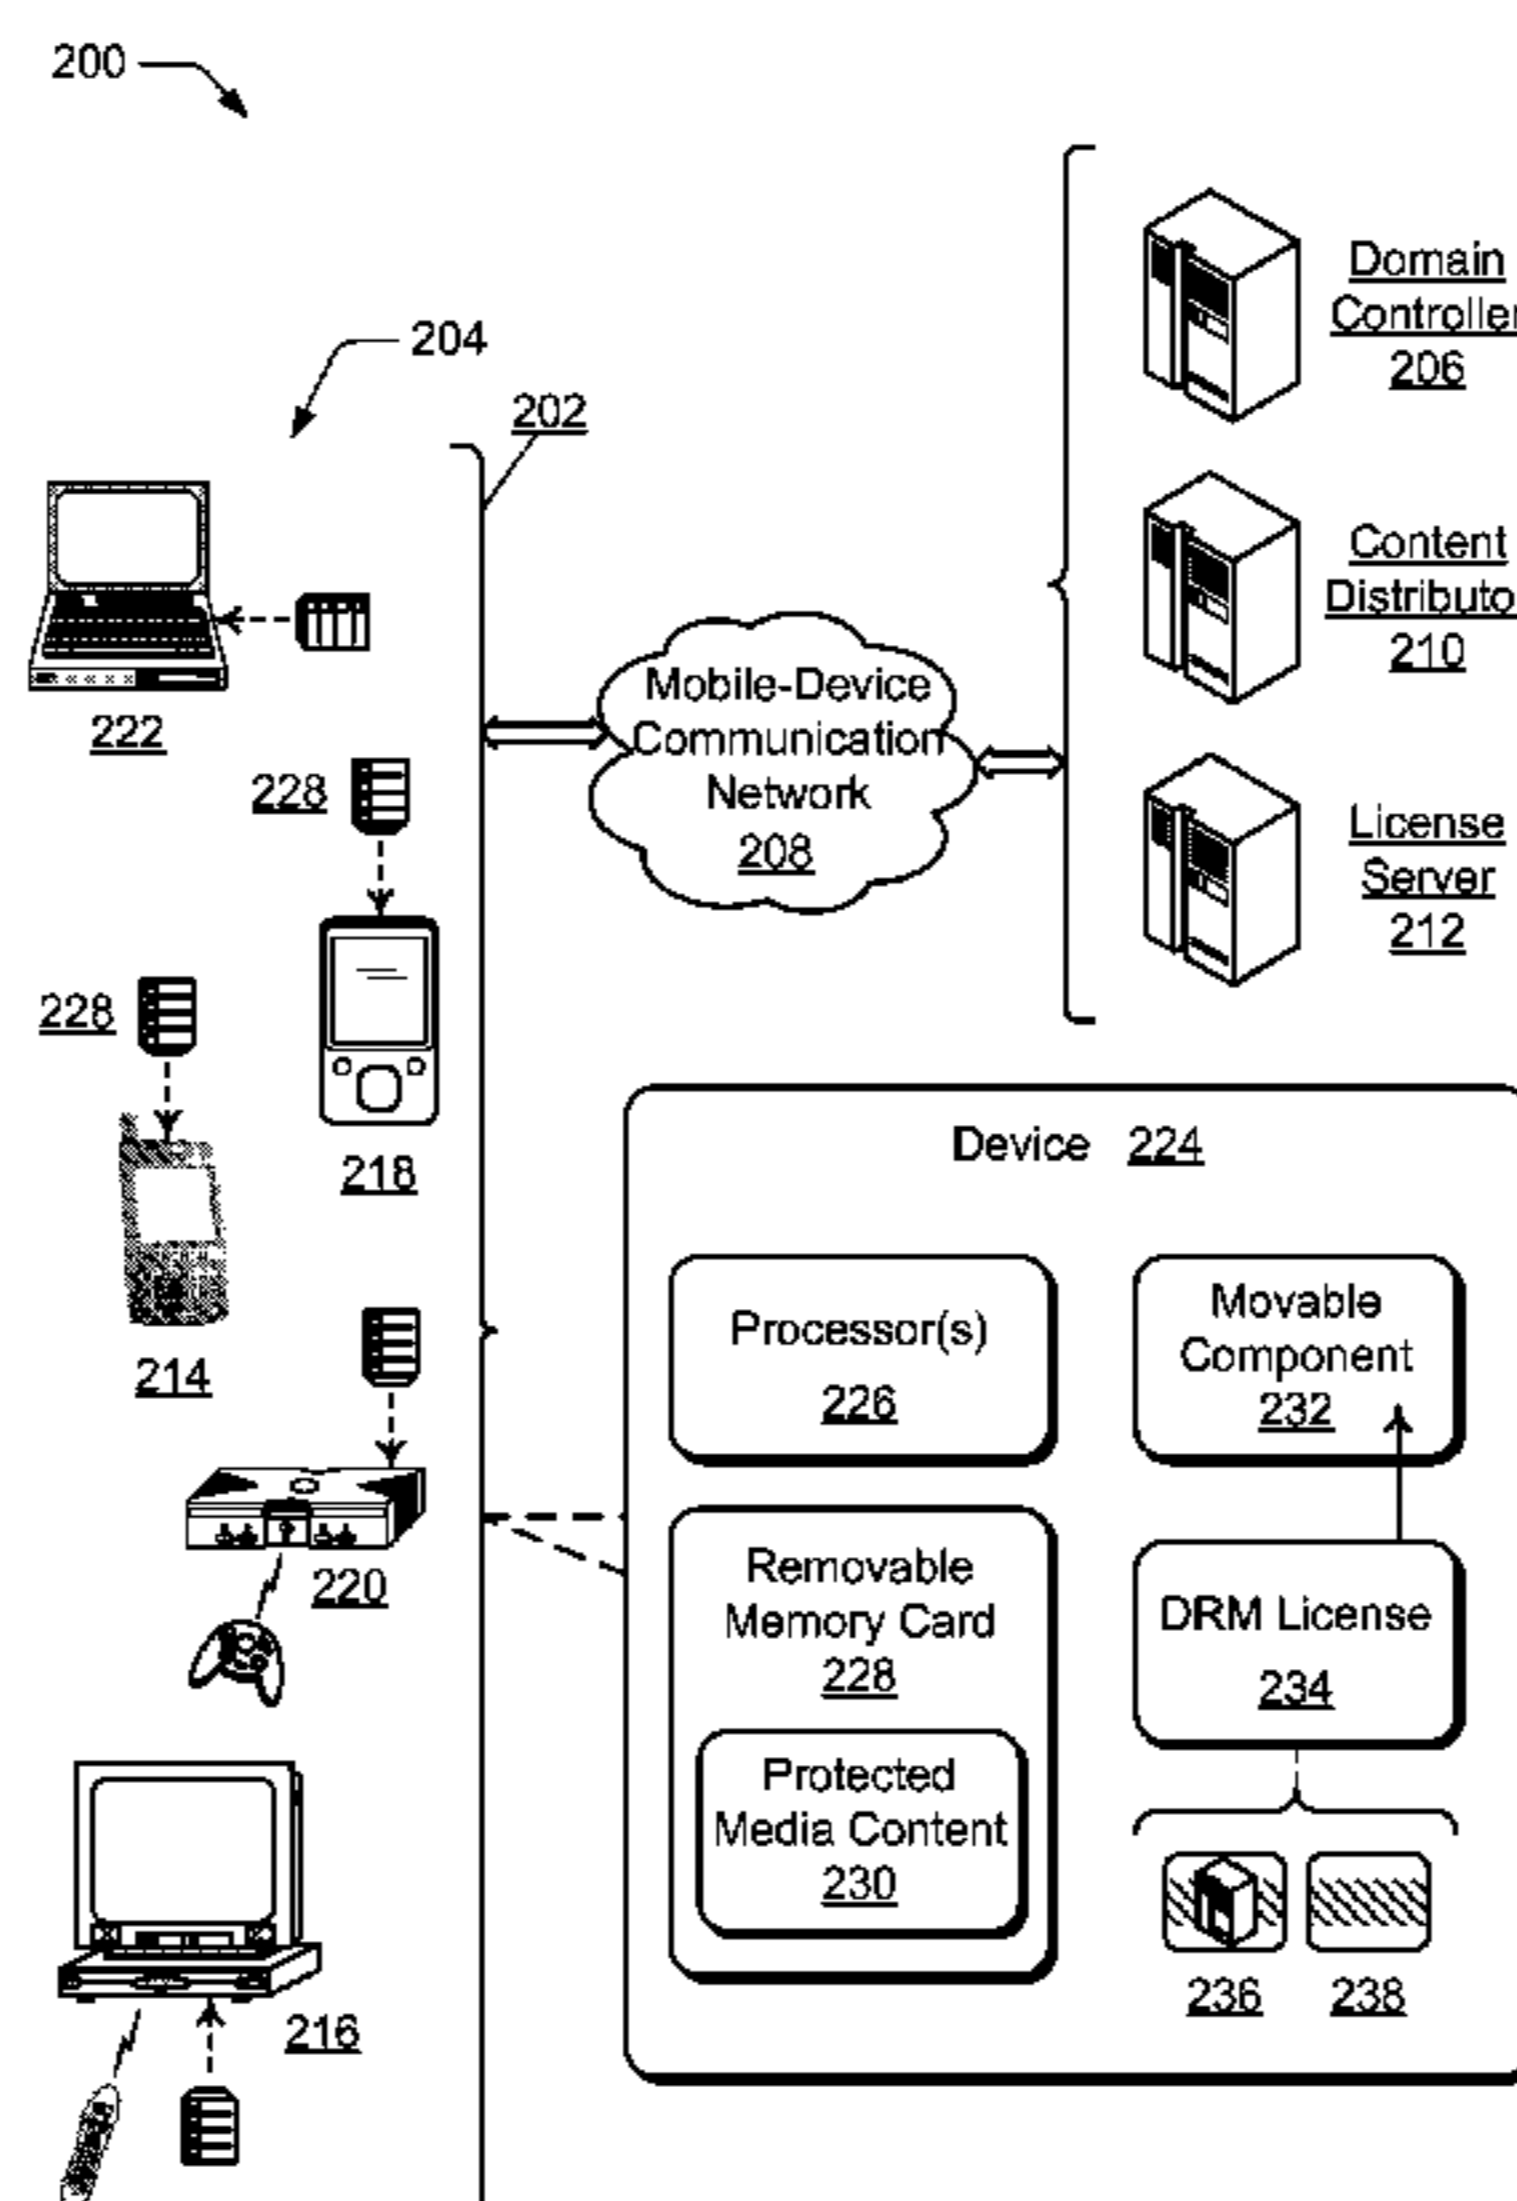 200
204
202
Domain
Controller
206
Content
Distributo
210
License
Server
212
Mobile-Device
Communication
Network
208
222
228
218
228
214
220
216
Device 224
Processor(s)
226
Movable
Component
232
Removable
Memory Card
228
Protected
Media Content
230
DRM License
234
236
238